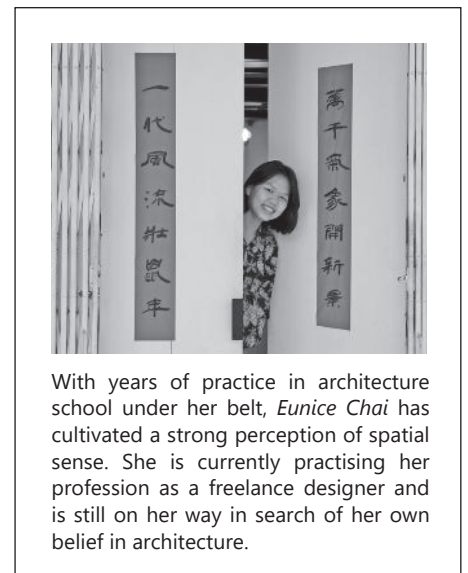 萬千氣象開新景
一代風流壯鼠年
With years of practice in architecture
school under her belt, Eunice Chai has
cultivated a strong perception of spatial
sense. She is currently practising her
profession as a freelance designer and
is still on her way in search of her own
belief in architecture.